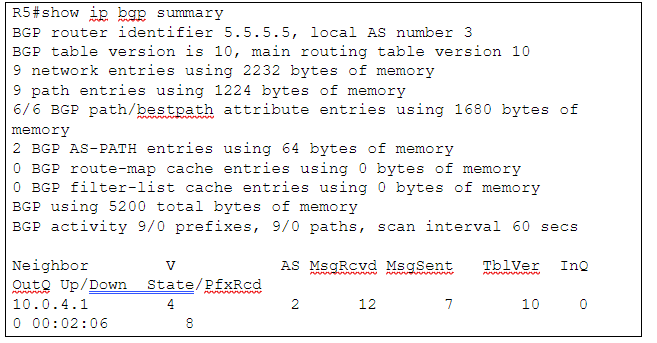 R5#show ip bgp summary
BGP router identifier 5.5.5.5, local AS number 3
BGP table version is 10, main routing table version 10
9 network entries using 2232 bytes of memory
9 path entries using 1224 bytes of memory
6/6 BGP path/bestpath attribute entries using 1680 bytes of
memory
2 BGP AS-PATH entries using 64 bytes of memory
0 BGP route-map cache entries using 0 bytes of memory
0 BGP filter-list cache entries using 0 bytes of memory
BGP using 5200 total bytes of memory
BGP activity 9/0 prefixes, 9/0 paths, scan interval 60 secs

Neighbor V AS MsgRcvd MsgSent TblVer InQ
OutQ Up/Down State/PfxRcd
10.0.4.1 4 2 12 7 10 0
0 00:02:06 8